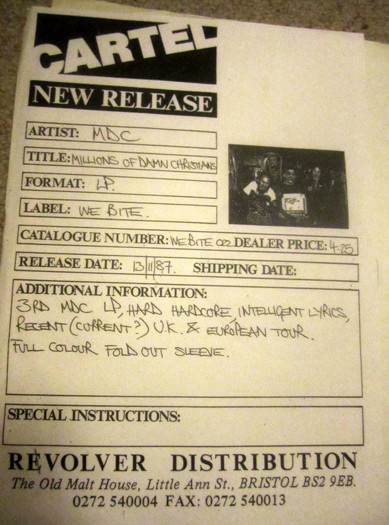 CARTEL
NEW RELEASE
ARTIST: MDC
TITLE: MILLIONS OF DAMN CHRISTIANS
FORMAT: LP.
LABEL: WE BITE.
CATALOGUE NUMBER: WE BITE 02 DEALER PRICE: 4.25
RELEASE DATE: 13/11/87. SHIPPING DATE:
ADDITIONAL INFORMATION:
3RD MDC LP, HARD HARDCORE, INTELLIGENT LYRICS,
RECENT (CURRENT?) U.K. & EUROPEAN TOUR.
FULL COLOUR FOLD OUT SLEEVE.
SPECIAL INSTRUCTIONS:
REVOLVER DISTRIBUTION
The Old Malt House, Little Ann St., BRISTOL BS2 9EB.
0272 540004 FAX: 0272 540013